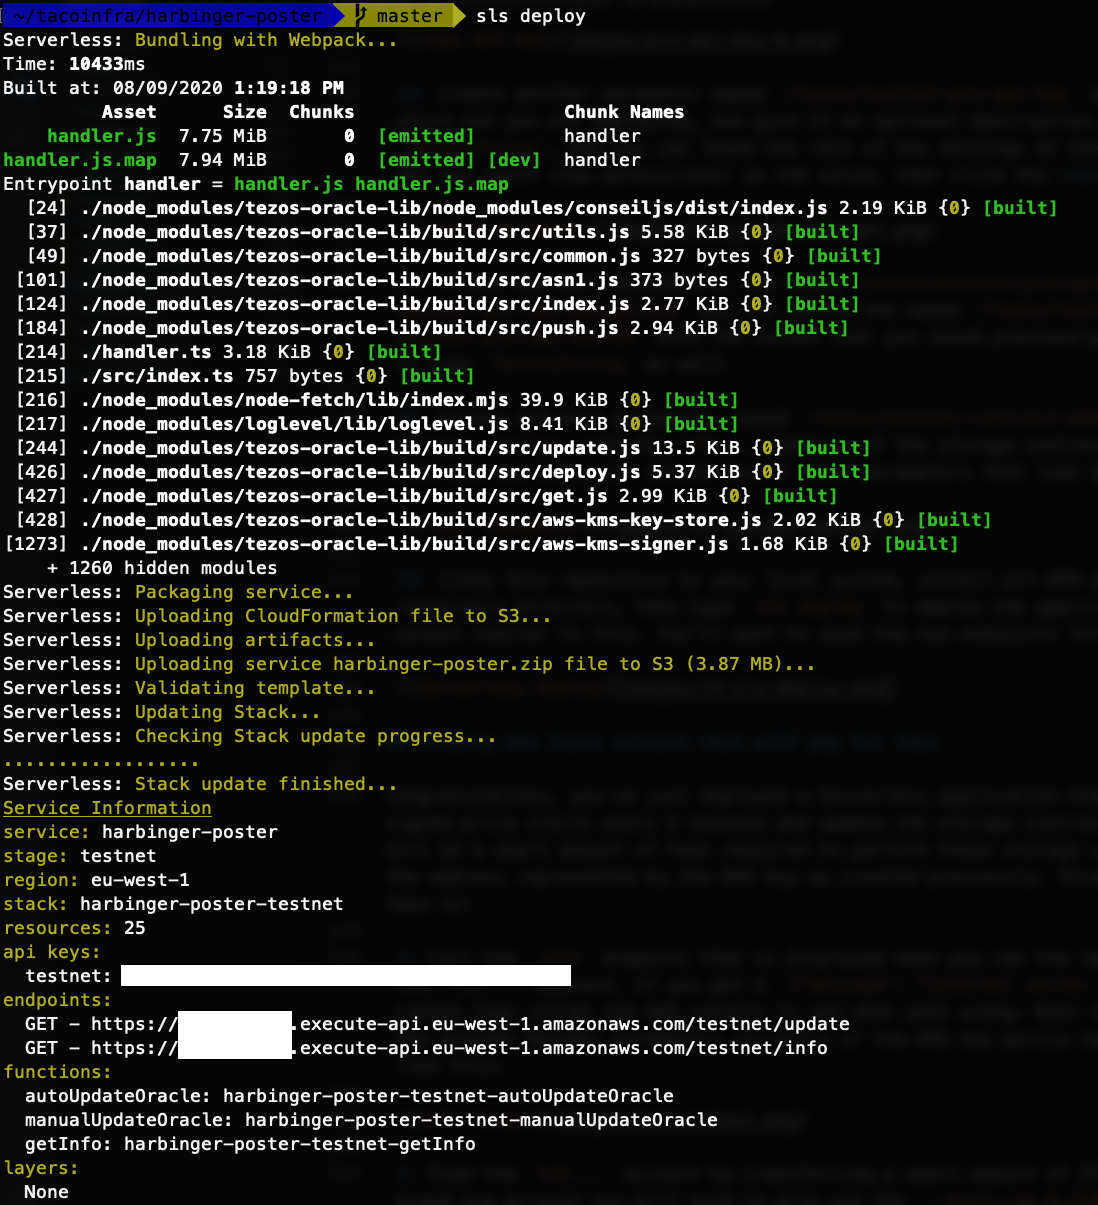 ~/tacoinfra/harbinger-poster master sls deploy
Serverless: Bundling with Webpack...
Time: 10433ms
Built at: 08/09/2020 1:19:18 PM
Asset Size Chunks Chunk Names
handler.js 7.75 MiB 0 [emitted] handler
handler.js.map 7.94 MiB 0 [emitted] [dev] handler
Entrypoint handler = handler.js handler.js.map
[24] ./node_modules/tezos-oracle-lib/node_modules/conseiljs/dist/index.js 2.19 KiB {0} [built]
[37] ./node_modules/tezos-oracle-lib/build/src/utils.js 5.58 KiB {0} [built]
[49] ./node_modules/tezos-oracle-lib/build/src/common.js 327 bytes {0} [built]
[101] ./node_modules/tezos-oracle-lib/build/src/asn1.js 373 bytes {0} [built]
[124] ./node_modules/tezos-oracle-lib/build/src/index.js 2.77 KiB {0} [built]
[184] ./node_modules/tezos-oracle-lib/build/src/push.js 2.94 KiB {0} [built]
[214] ./handler.ts 3.18 KiB {0} [built]
[215] ./src/index.ts 757 bytes {0} [built]
[216] ./node_modules/node-fetch/lib/index.mjs 39.9 KiB {0} [built]
[217] ./node_modules/loglevel/lib/loglevel.js 8.41 KiB {0} [built]
[244] ./node_modules/tezos-oracle-lib/build/src/update.js 13.5 KiB {0} [built]
[426] ./node_modules/tezos-oracle-lib/build/src/deploy.js 5.37 KiB {0} [built]
[427] ./node_modules/tezos-oracle-lib/build/src/get.js 2.99 KiB {0} [built]
[428] ./node_modules/tezos-oracle-lib/build/src/aws-kms-key-store.js 2.02 KiB {0} [built]
[1273] ./node_modules/tezos-oracle-lib/build/src/aws-kms-signer.js 1.68 KiB {0} [built]
+ 1260 hidden modules
Serverless: Packaging service...
Serverless: Uploading CloudFormation file to S3...
Serverless: Uploading artifacts...
Serverless: Uploading service harbinger-poster.zip file to S3 (3.87 MB)...
Serverless: Validating template...
Serverless: Updating Stack...
Serverless: Checking Stack update progress...
..................
Serverless: Stack update finished...
Service Information
service: harbinger-poster
stage: testnet
region: eu-west-1
stack: harbinger-poster-testnet
resources: 25
api keys:
testnet:
endpoints:
GET - https:// .execute-api.eu-west-1.amazonaws.com/testnet/update
GET - https:// .execute-api.eu-west-1.amazonaws.com/testnet/info
functions:
autoUpdateOracle: harbinger-poster-testnet-autoUpdateOracle
manualUpdateOracle: harbinger-poster-testnet-manualUpdateOracle
getInfo: harbinger-poster-testnet-getInfo
layers:
None